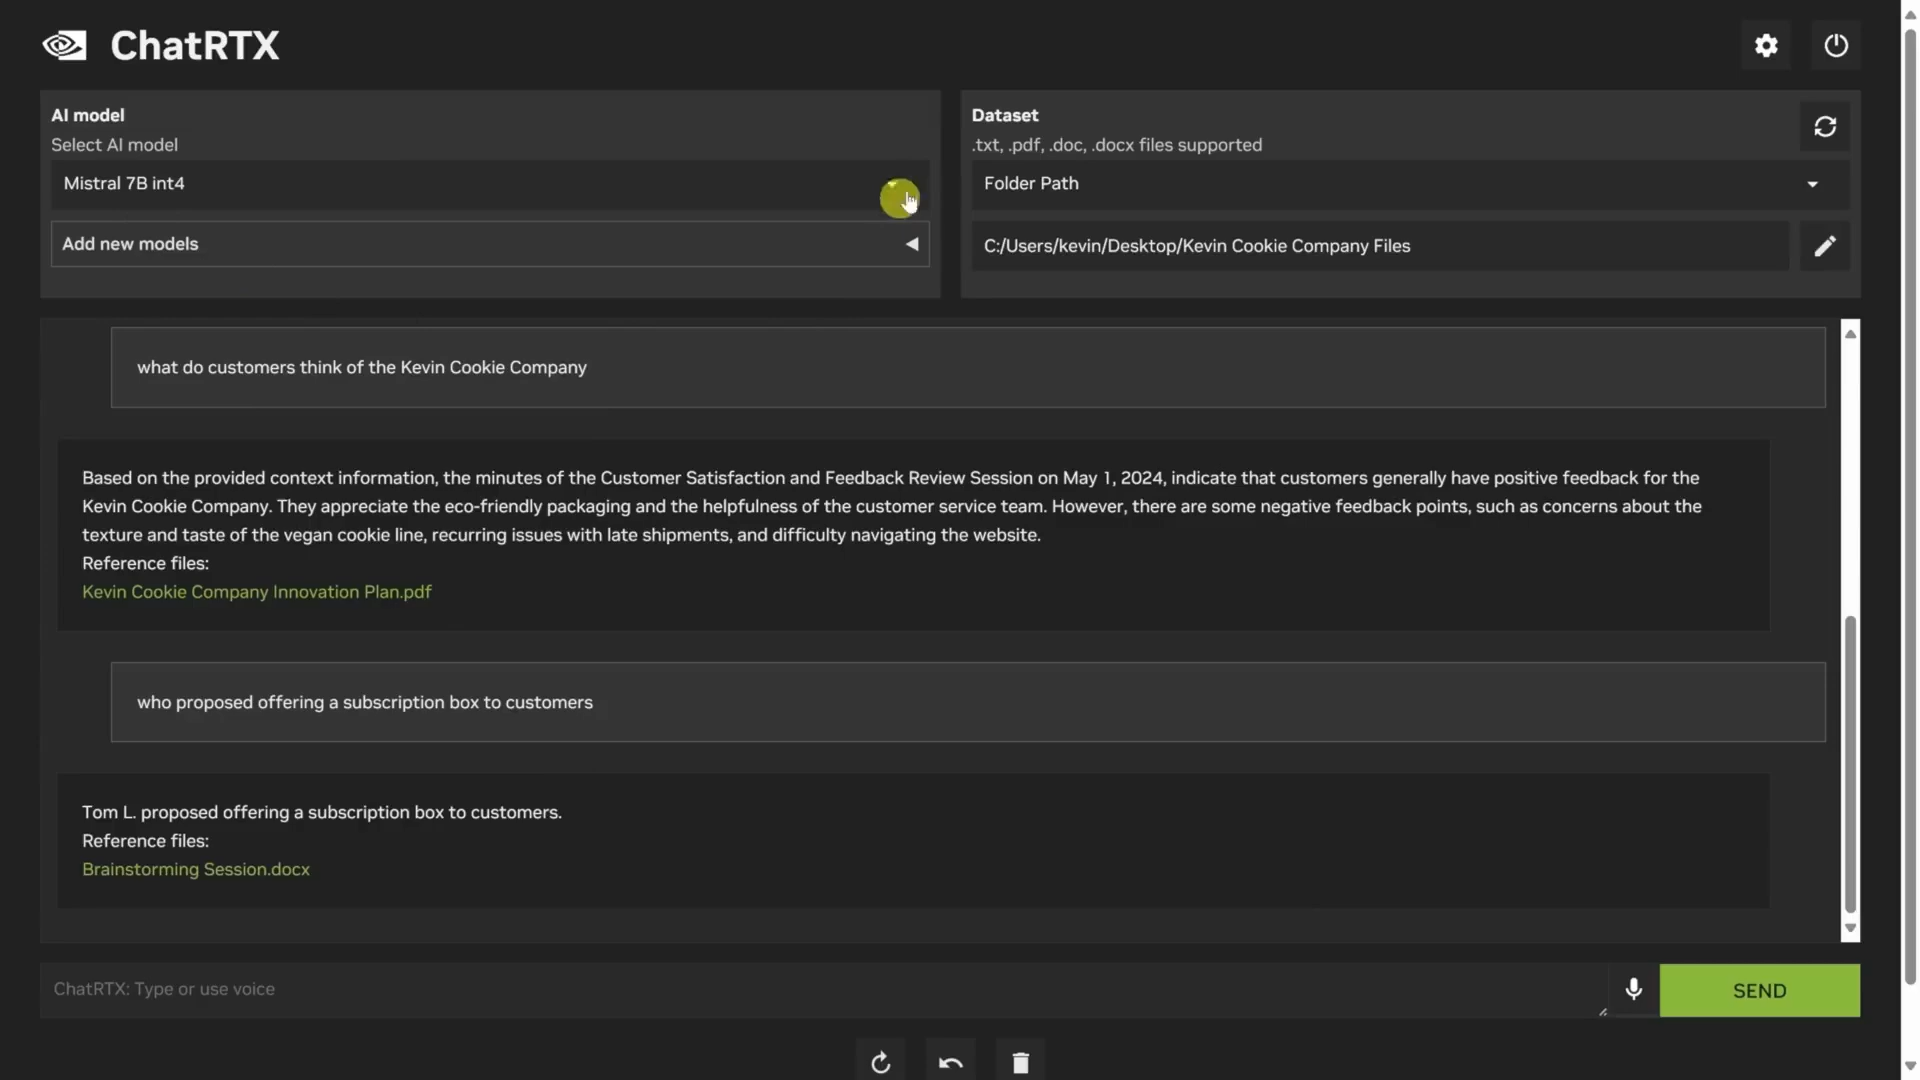 ChatRTX
AI model
Select AI model
Mistral 7B int4
Add new models
Dataset
.txt, .pdf, .doc, .docx files supported
Folder Path
C:/Users/kevin/Desktop/Kevin Cookie Company Files
what do customers think of the Kevin Cookie Company
Based on the provided context information, the minutes of the Customer Satisfaction and Feedback Review Session on May 1, 2024, indicate that customers generally have positive feedback for the
Kevin Cookie Company. They appreciate the eco-friendly packaging and the helpfulness of the customer service team. However, there are some negative feedback points, such as concerns about the
texture and taste of the vegan cookie line, recurring issues with late shipments, and difficulty navigating the website.
Reference files:
Kevin Cookie Company Innovation Plan.pdf
who proposed offering a subscription box to customers
Tom L. proposed offering a subscription box to customers.
Reference files:
Brainstorming Session.docx
ChatRTX: Type or use voice
SEND